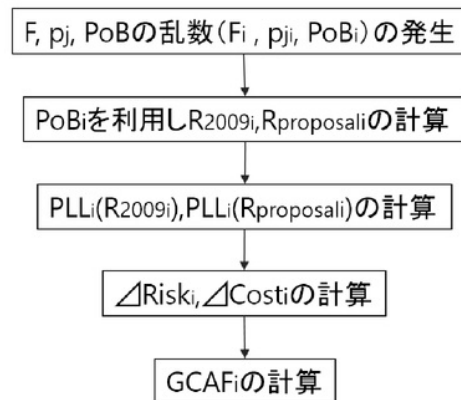 F, pj, PoBの乱数(Fi , pji, PoBi)の発生
PoBiを利用しR2009i,Rproposaliの計算
PLLi(R2009i),PLLi(Rproposali)の計算
⊿Riski,⊿Costiの計算
GCAFiの計算